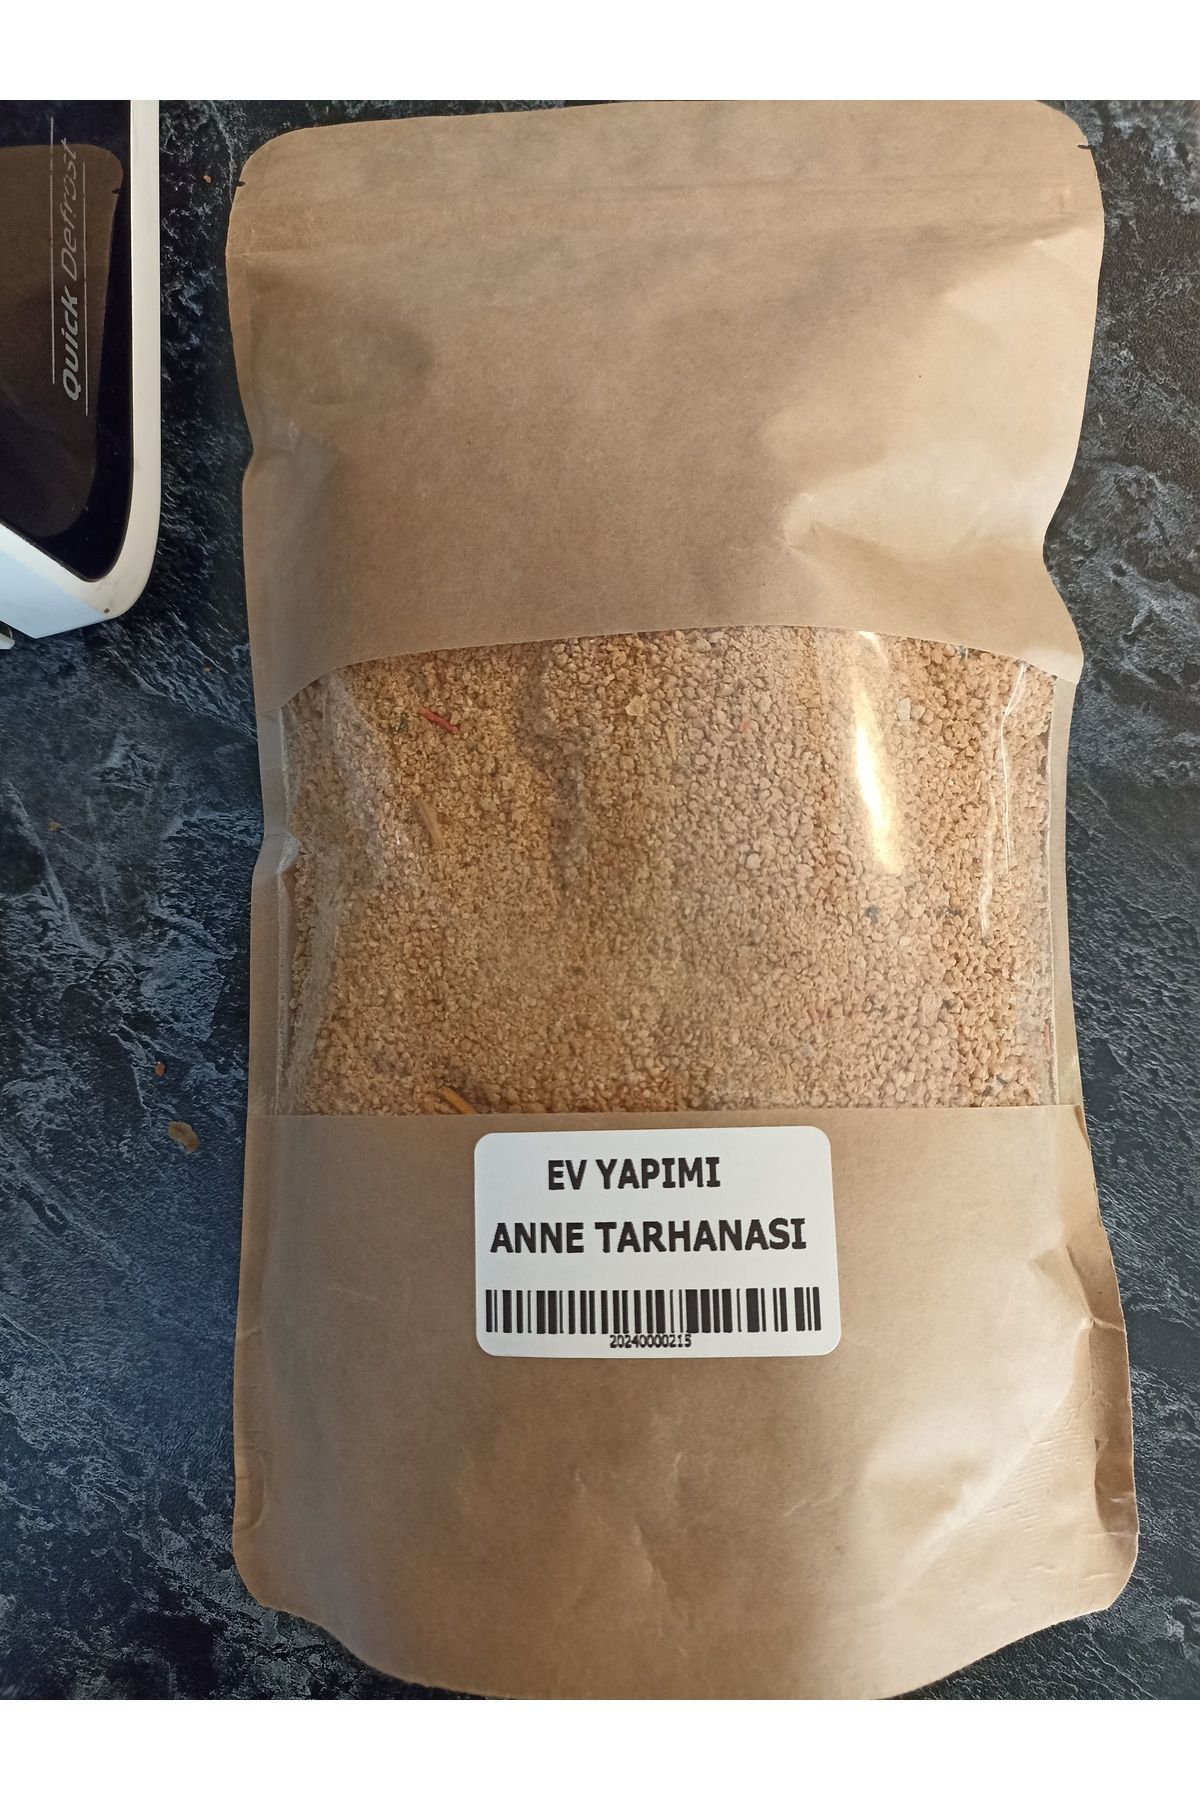 Quick Defrost
EV YAPIMI
ANNE TARHANASI
20240000215